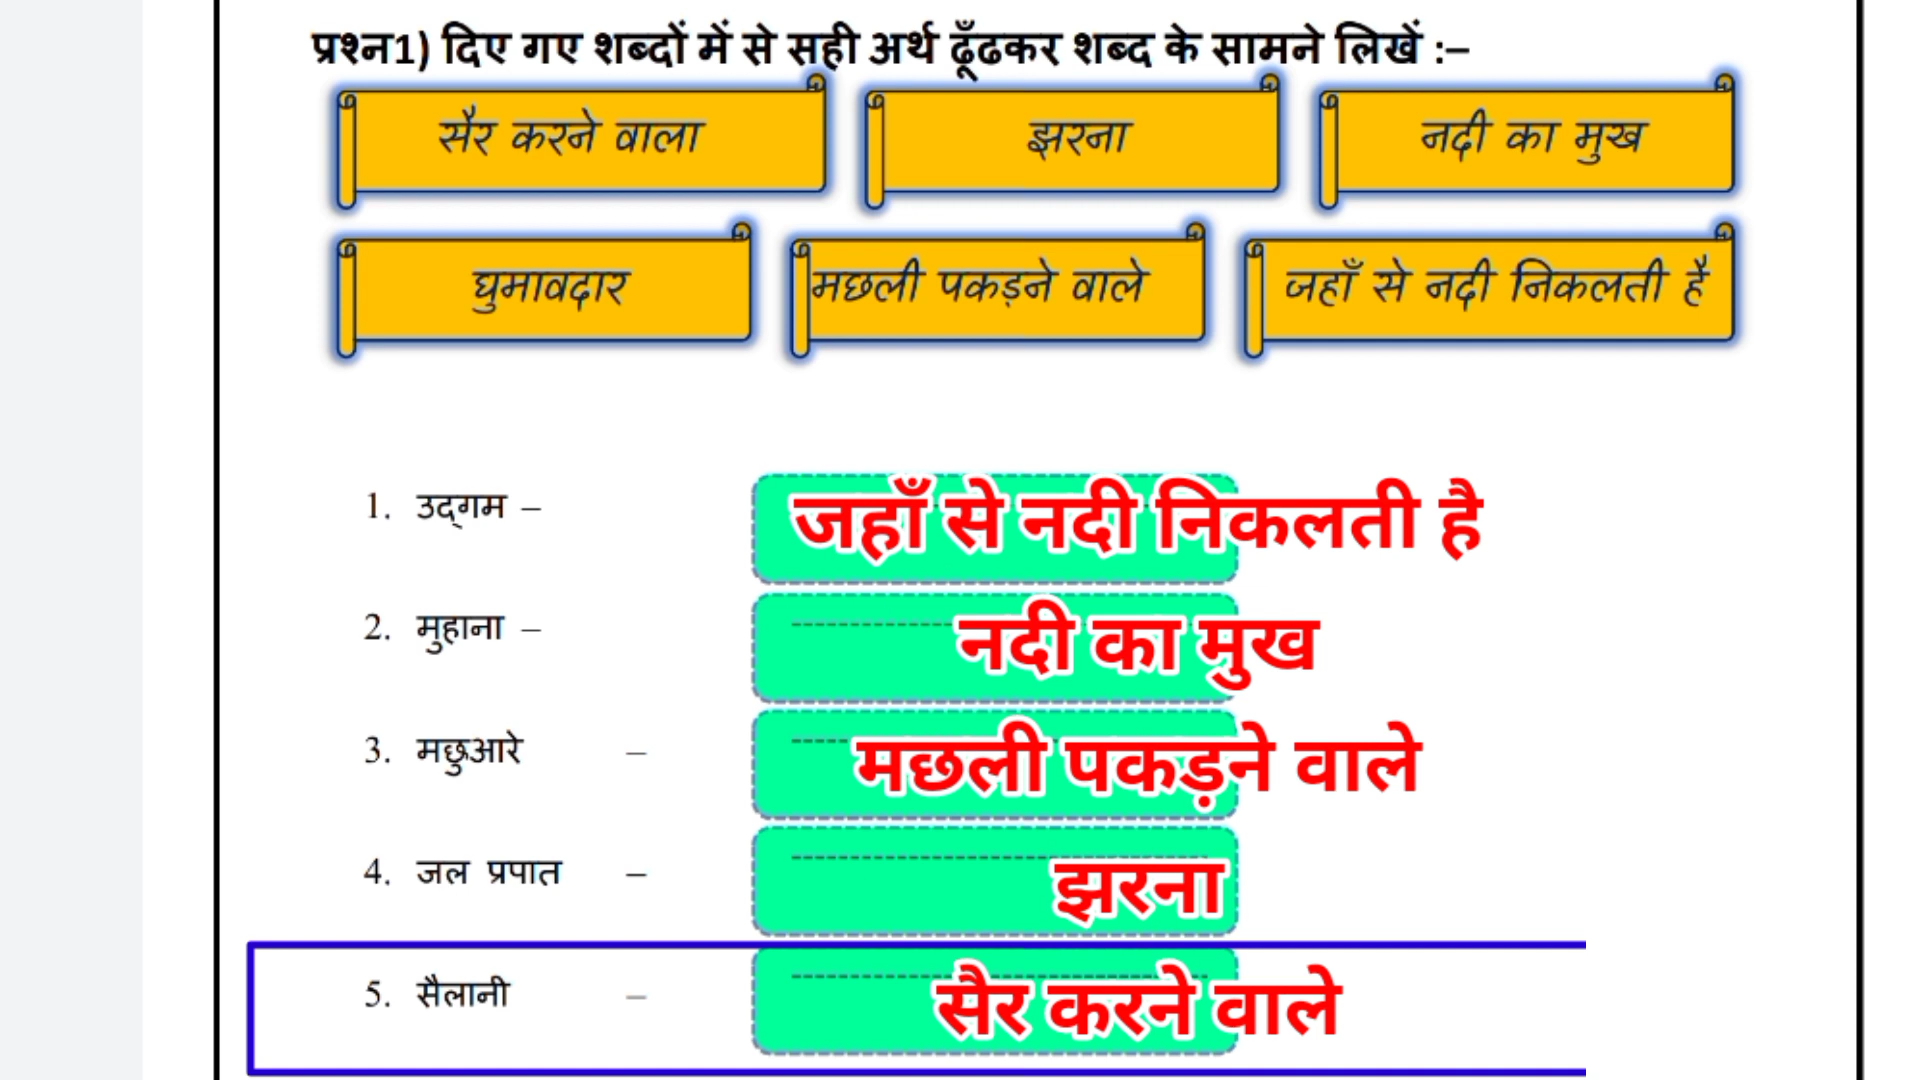 प्रश्न1) दिए गए शब्दों में से सही अर्थ ढूँढकर शब्द के सामने लिखें :–
सैर करने वाला झरना नदी का मुख
घुमावदार मछली पकड़ने वाले जहाँ से नदी निकलती है
1. उद्‌गम – जहाँ से नदी निकलती है
2. मुहाना – नदी का मुख
3. मछुआरे – मछली पकड़ने वाले
4. जल प्रपात – झरना
5. सैलानी – सैर करने वाले